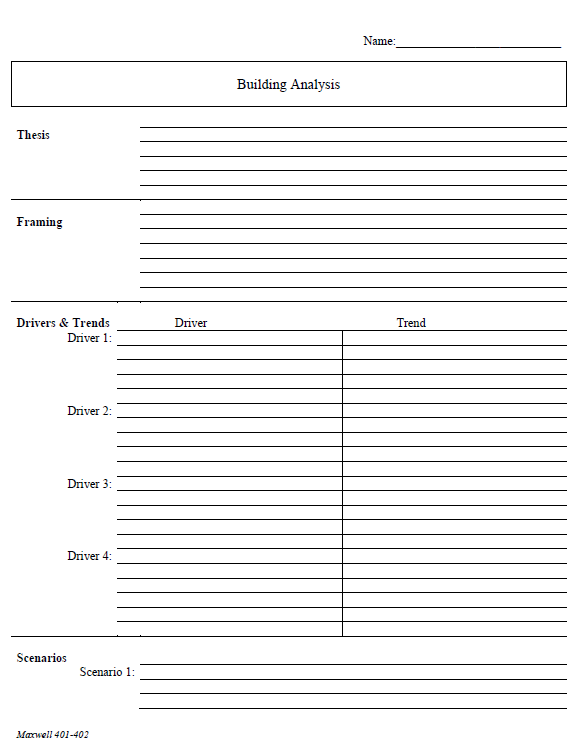 Name:
Building Analysis
Thesis
Framing
Drivers & Trends Driver Trend
Driver 1:
Driver 2:
Driver 3:
Driver 4:
Scenarios
Scenario 1:
Maxwell 401-402